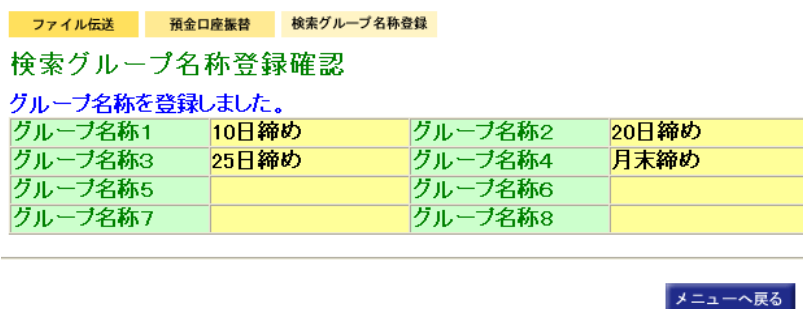 ファイル伝送 預金口座振替 検索グループ名称登録
検索グループ名称登録確認
グループ名称を登録しました。
グループ名称1 10日締め グループ名称2 20日締め
グループ名称3 25日締め グループ名称4 月末締め
グループ名称5 グループ名称6
グループ名称7 グループ名称8
メニューへ戻る